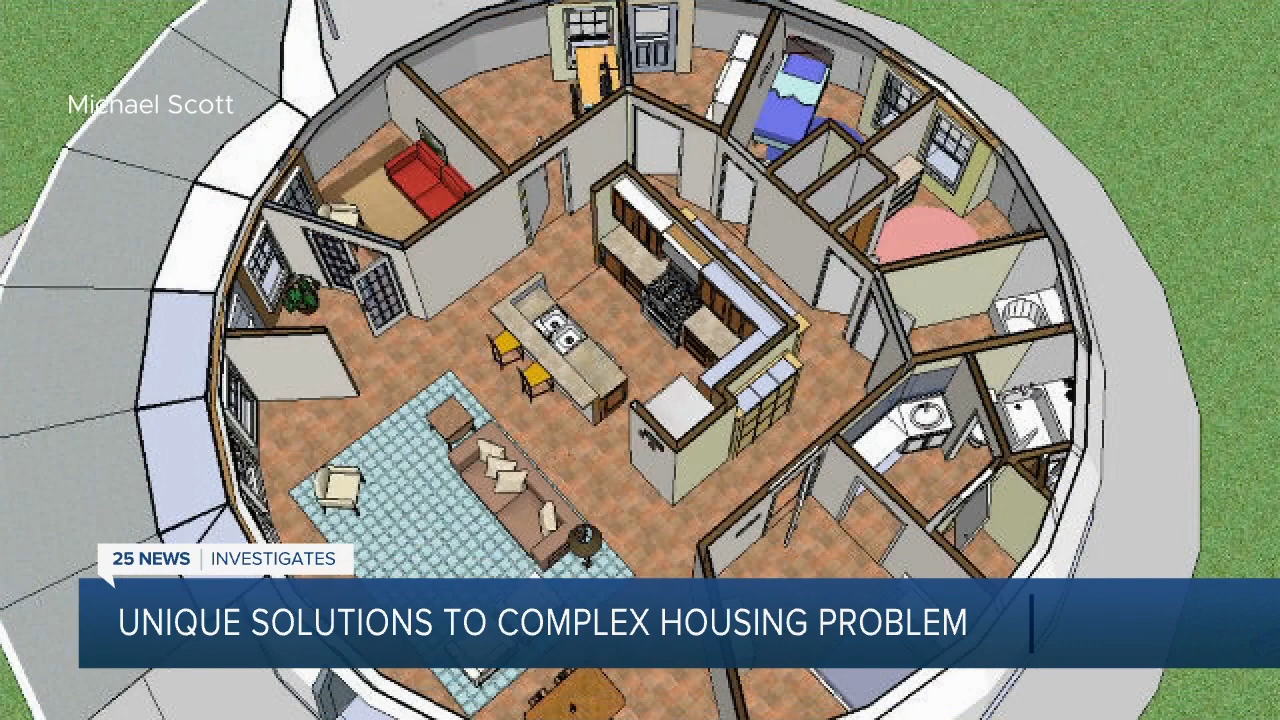 Michael Scott
25 NEWS | INVESTIGATES
UNIQUE SOLUTIONS TO COMPLEX HOUSING PROBLEM